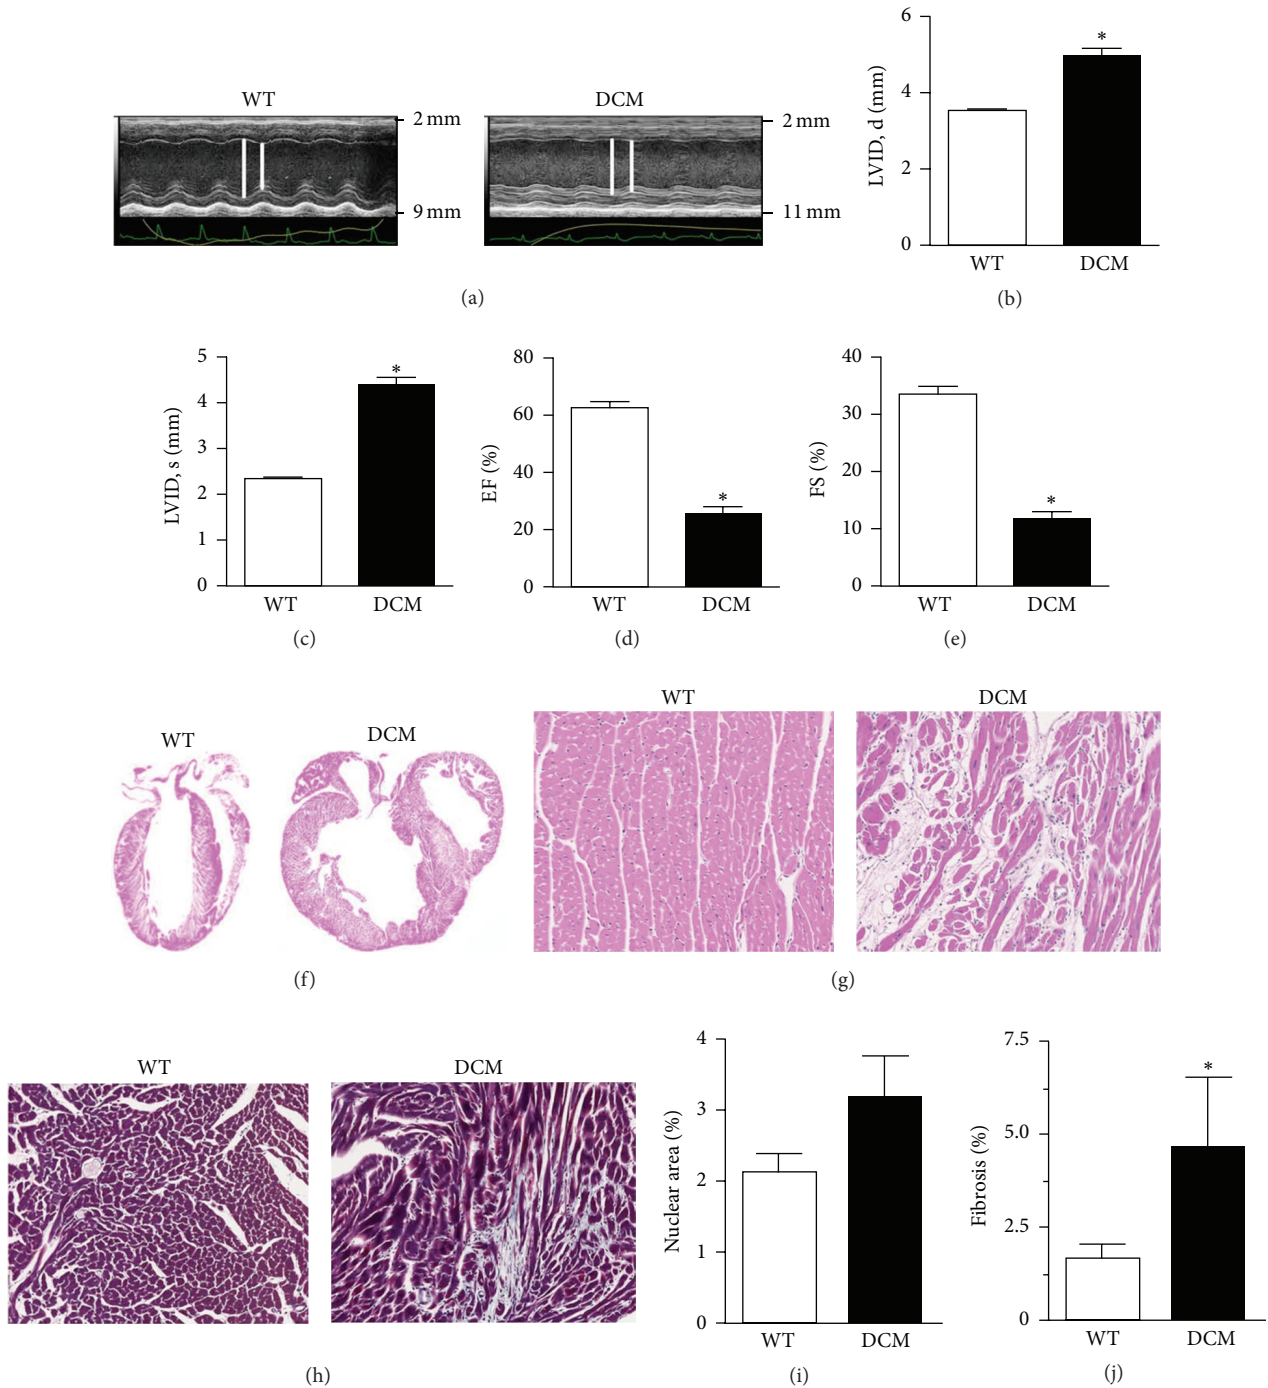 WT
2 mm
9 mm
DCM
2 mm
11 mm
(a)
LVID, d (mm)
6
4
2
0
*
WT
DCM
(b)
LVID, s (mm)
5
4
3
2
1
0
*
WT
DCM
(c)
EF (%)
80
60
40
20
0
*
WT
DCM
(d)
FS (%)
40
30
20
10
0
*
WT
DCM
(e)
WT
DCM
(f)
WT
DCM
(g)
WT
DCM
(h)
Nuclear area (%)
4
3
2
1
0
WT
DCM
(i)
Fibrosis (%)
7.5
5.0
2.5
0
*
WT
DCM
(j)